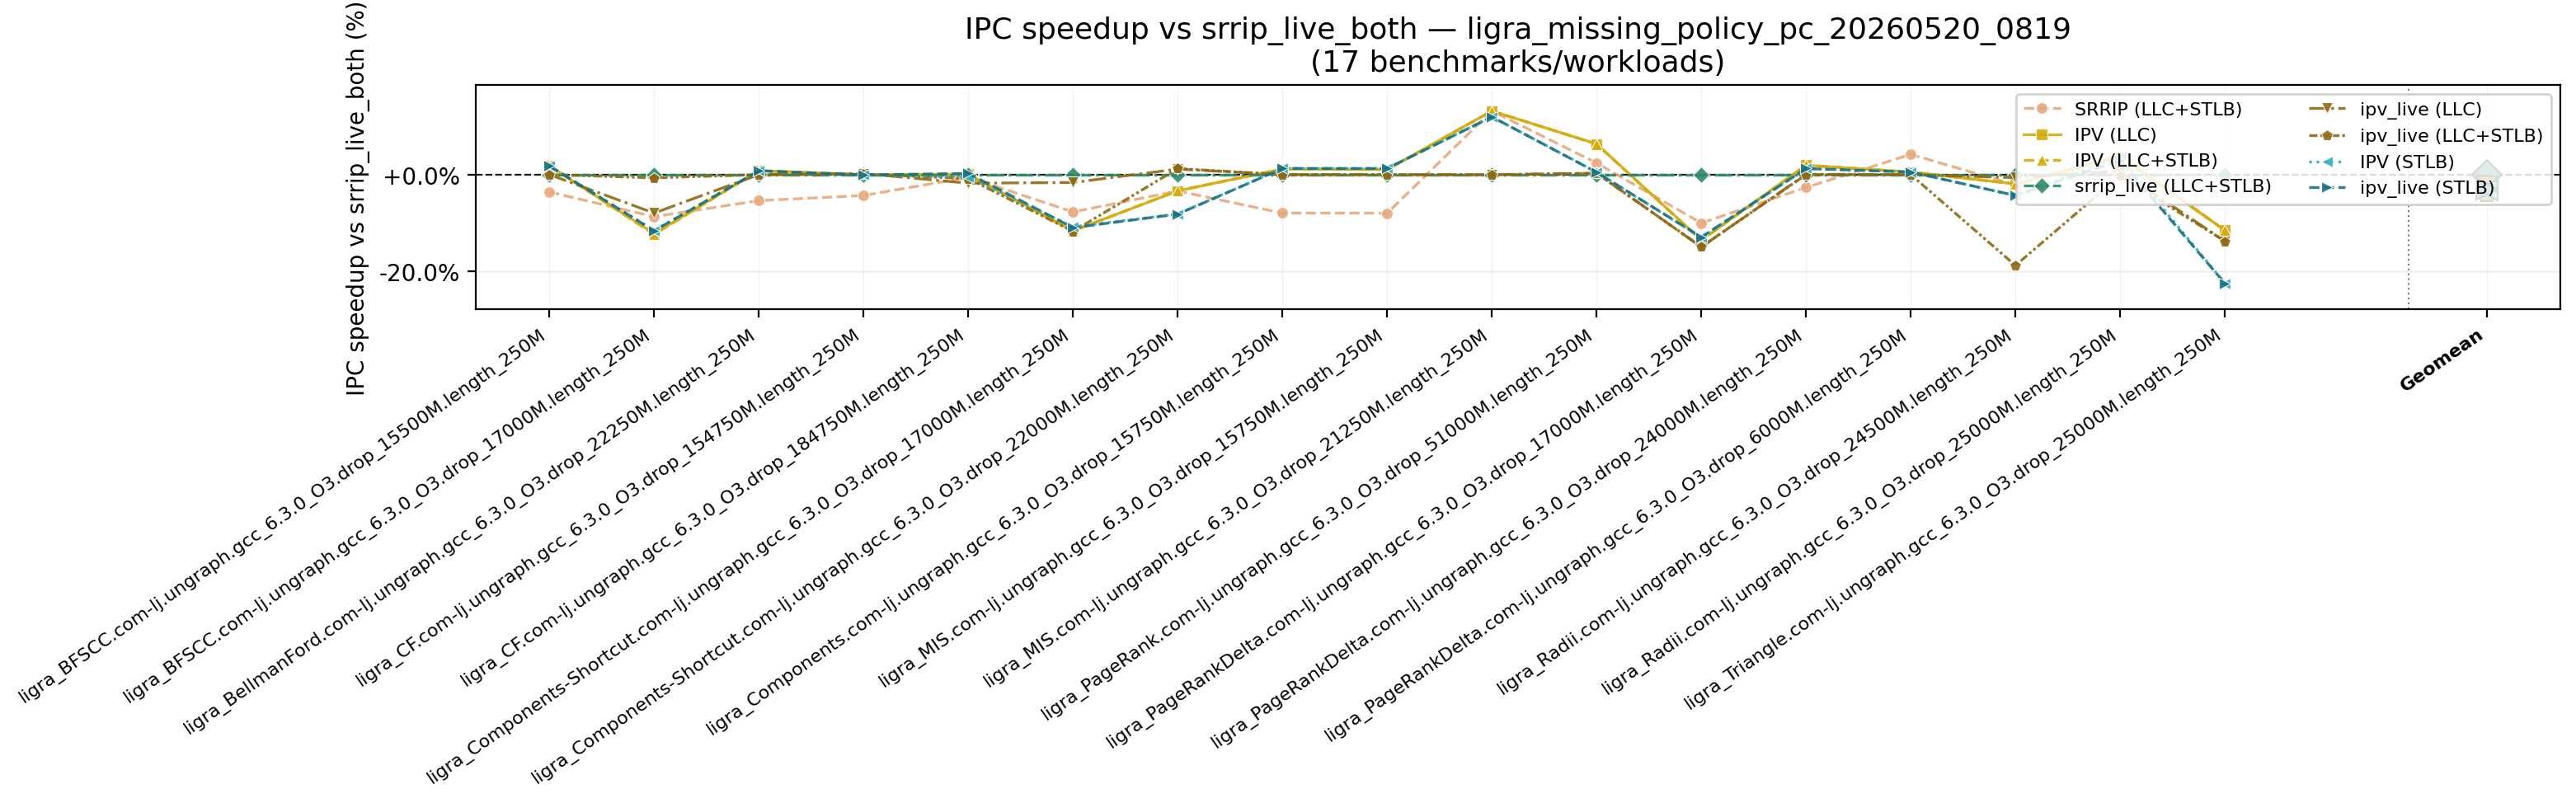 IPC speedup vs srrip_live_both — ligra_missing_policy_pc_20260520_0819
(17 benchmarks/workloads)
IPC speedup vs srrip_live_both (%)
+0.0%
-20.0%
SRRIP (LLC+STLB)
IPV (LLC)
IPV (LLC+STLB)
srrip_live (LLC+STLB)
ipv_live (LLC)
ipv_live (LLC+STLB)
IPV (STLB)
ipv_live (STLB)
ligra_BFSCC.com-lj.ungraph.gcc_6.3.0_O3.drop_15500M.length_250M
ligra_BFSCC.com-lj.ungraph.gcc_6.3.0_O3.drop_17000M.length_250M
ligra_BellmanFord.com-lj.ungraph.gcc_6.3.0_O3.drop_22250M.length_250M
ligra_CF.com-lj.ungraph.gcc_6.3.0_O3.drop_154750M.length_250M
ligra_CF.com-lj.ungraph.gcc_6.3.0_O3.drop_184750M.length_250M
ligra_Components-Shortcut.com-lj.ungraph.gcc_6.3.0_O3.drop_17000M.length_250M
ligra_Components-Shortcut.com-lj.ungraph.gcc_6.3.0_O3.drop_22000M.length_250M
ligra_Components.com-lj.ungraph.gcc_6.3.0_O3.drop_15750M.length_250M
ligra_MIS.com-lj.ungraph.gcc_6.3.0_O3.drop_15750M.length_250M
ligra_MIS.com-lj.ungraph.gcc_6.3.0_O3.drop_21250M.length_250M
ligra_PageRank.com-lj.ungraph.gcc_6.3.0_O3.drop_51000M.length_250M
ligra_PageRankDelta.com-lj.ungraph.gcc_6.3.0_O3.drop_17000M.length_250M
ligra_PageRankDelta.com-lj.ungraph.gcc_6.3.0_O3.drop_24000M.length_250M
ligra_PageRankDelta.com-lj.ungraph.gcc_6.3.0_O3.drop_6000M.length_250M
ligra_Radii.com-lj.ungraph.gcc_6.3.0_O3.drop_24500M.length_250M
ligra_Radii.com-lj.ungraph.gcc_6.3.0_O3.drop_25000M.length_250M
ligra_Triangle.com-lj.ungraph.gcc_6.3.0_O3.drop_25000M.length_250M
Geomean